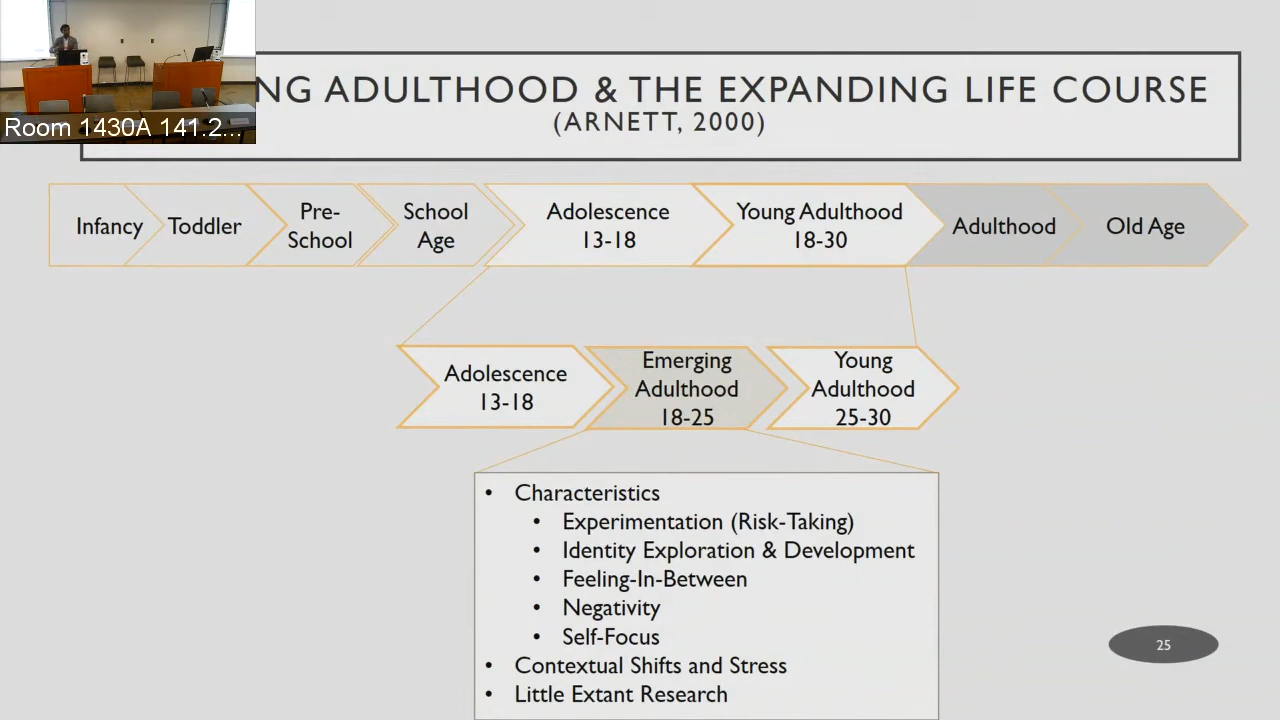 Room 1430A 141.2...
NG ADULTHOOD & THE EXPANDING LIFE COURSE
(ARNETT, 2000)
Infancy
Toddler
Pre-
School
School
Age
Adolescence
13-18
Young Adulthood
18-30
Adulthood
Old Age
Adolescence
13-18
Emerging
Adulthood
18-25
Young
Adulthood
25-30
• Characteristics
• Experimentation (Risk-Taking)
• Identity Exploration & Development
• Feeling-In-Between
• Negativity
• Self-Focus
• Contextual Shifts and Stress
• Little Extant Research
25